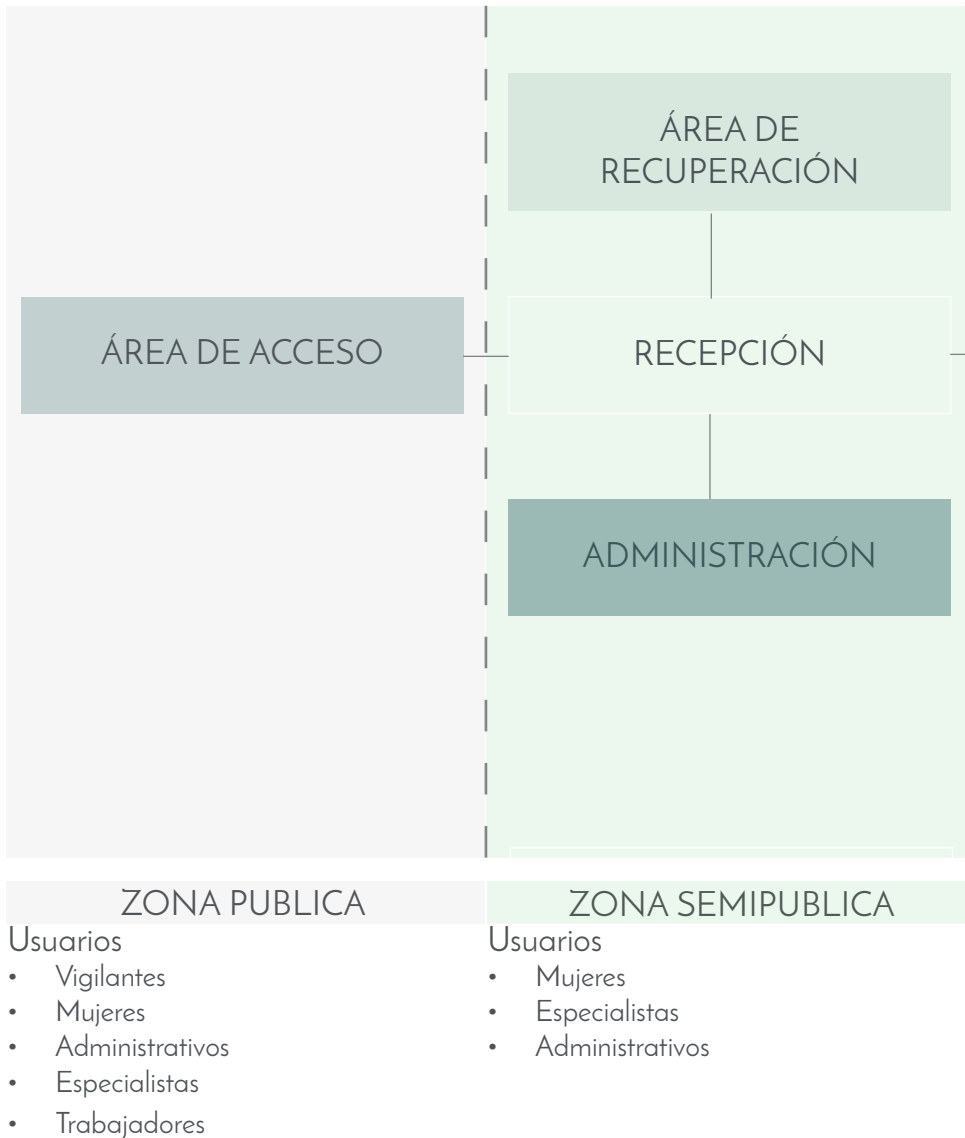 ÁREA DE
RECUPERACIÓN
ÁREA DE ACCESO
RECEPCIÓN
ADMINISTRACIÓN
ZONA PUBLICA
Usuarios
• Vigilantes
• Mujeres
• Administrativos
• Especialistas
• Trabajadores
ZONA SEMIPUBLICA
Usuarios
• Mujeres
• Especialistas
• Administrativos